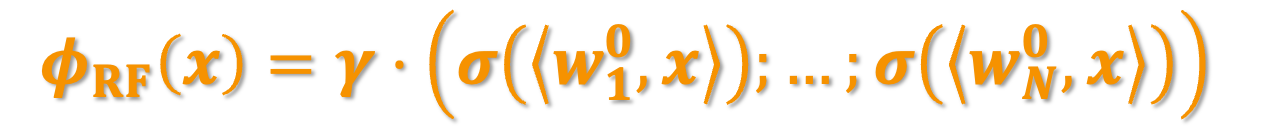 𝝓_RF(𝒙) = 𝜸 · (𝝈(⟨𝒘_1^0, 𝒙⟩); … ; 𝝈(⟨𝒘_N^0, 𝒙⟩))